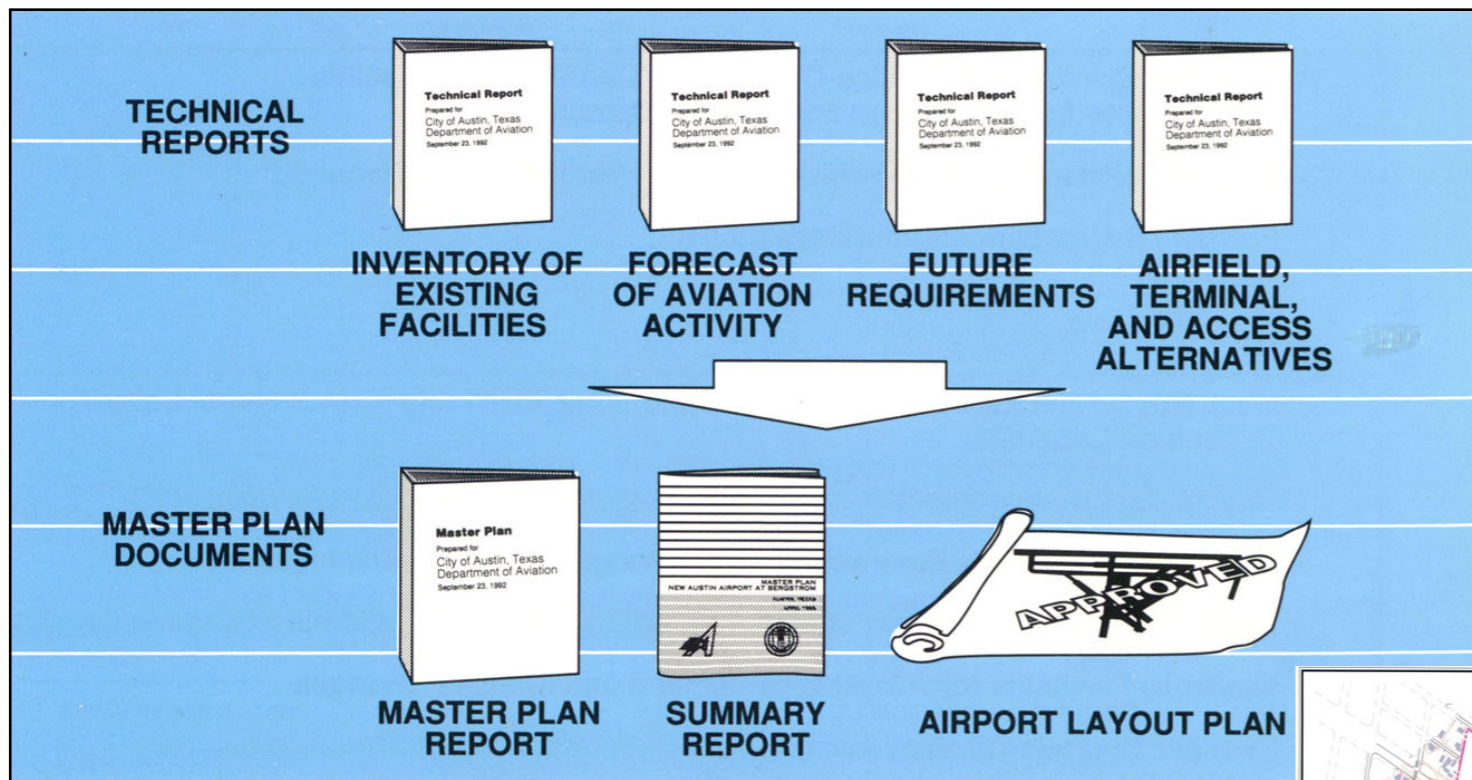 TECHNICAL
REPORTS
Technical Report
Prepared for
City of Austin, Texas
Department of Aviation
September 23, 1992
Technical Report
Prepared for
City of Austin, Texas
Department of Aviation
September 23, 1992
Technical Report
Prepared for
City of Austin, Texas
Department of Aviation
September 23, 1992
Technical Report
Prepared for
City of Austin, Texas
Department of Aviation
September 23, 1992
INVENTORY OF
EXISTING
FACILITIES
FORECAST
OF AVIATION
ACTIVITY
FUTURE
REQUIREMENTS
AIRFIELD,
TERMINAL,
AND ACCESS
ALTERNATIVES
MASTER PLAN
DOCUMENTS
Master Plan
Prepared for
City of Austin, Texas
Department of Aviation
September 23, 1992
MASTER PLAN
NEW AUSTIN AIRPORT AT BERGSTROM
AUSTIN, TEXAS
APPROVED
MASTER PLAN
REPORT
SUMMARY
REPORT
AIRPORT LAYOUT PLAN